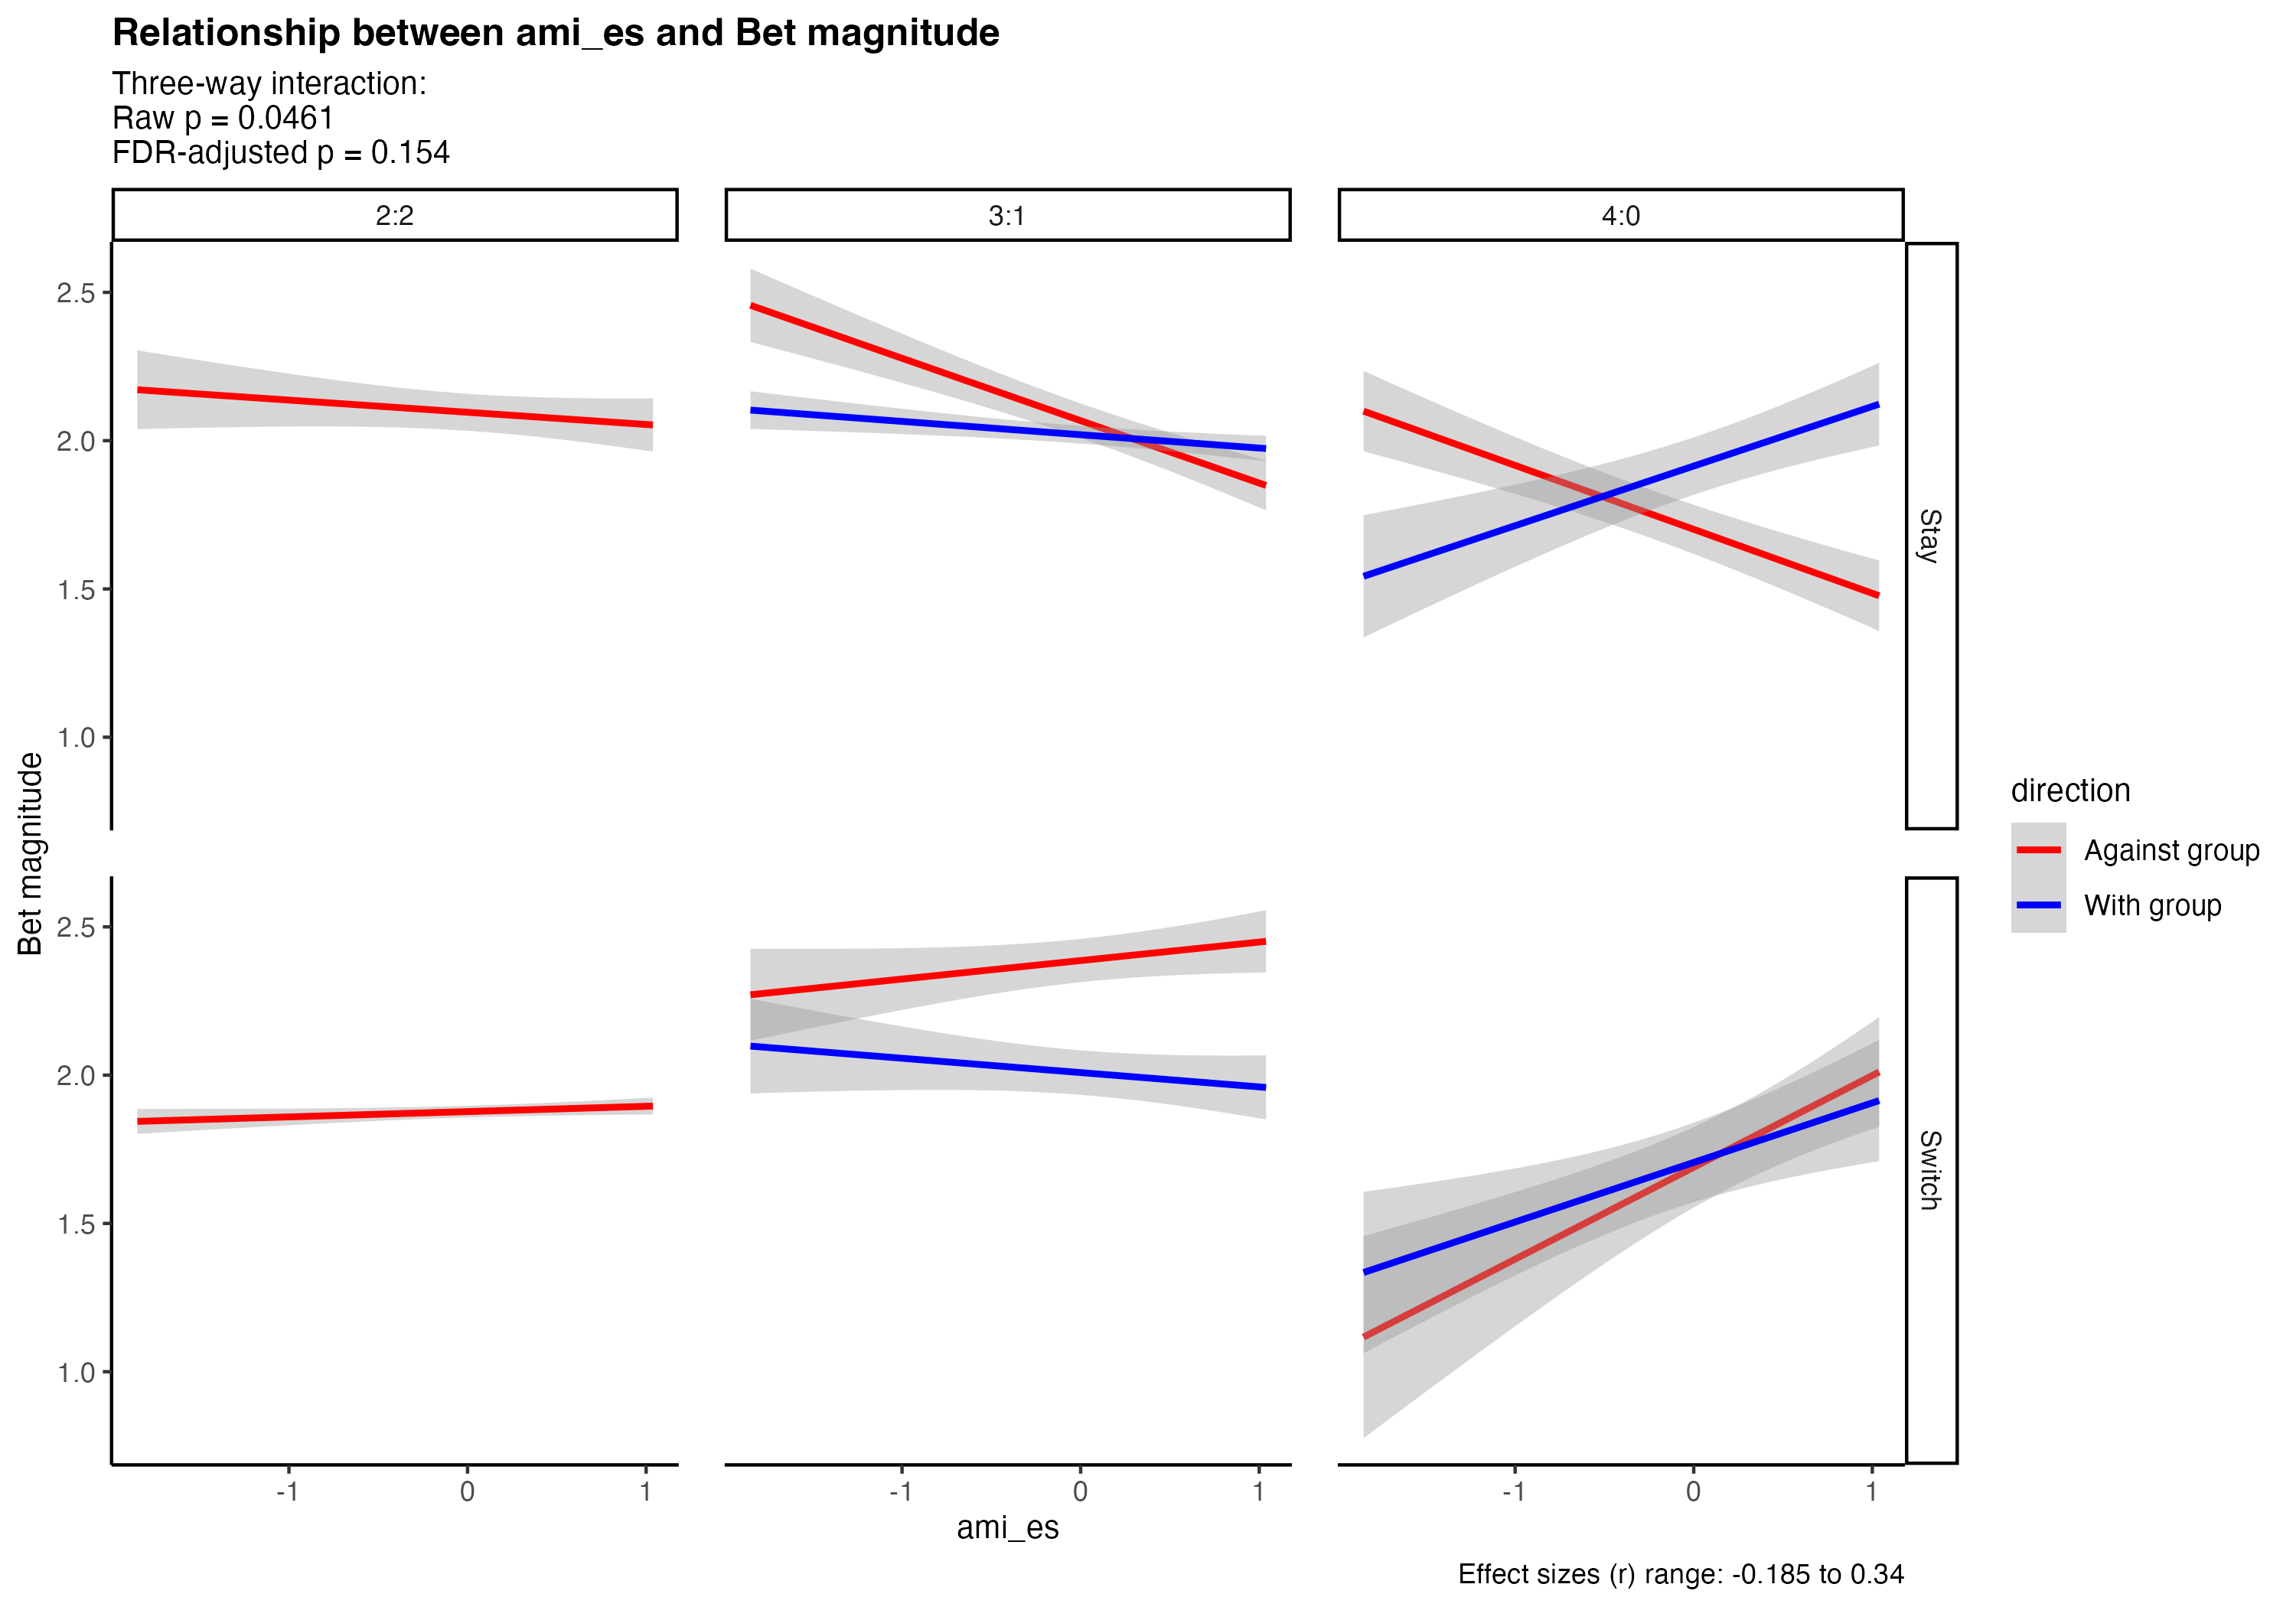 Relationship between ami_es and Bet magnitude
Three-way interaction:
Raw p = 0.0461
FDR-adjusted p = 0.154
2:2
3:1
4:0
2.5
2.0
1.5
1.0
Stay
Bet magnitude
direction
Against group
With group
2.5
2.0
1.5
1.0
Switch
-1
0
1
-1
0
1
-1
0
1
ami_es
Effect sizes (r) range: -0.185 to 0.34